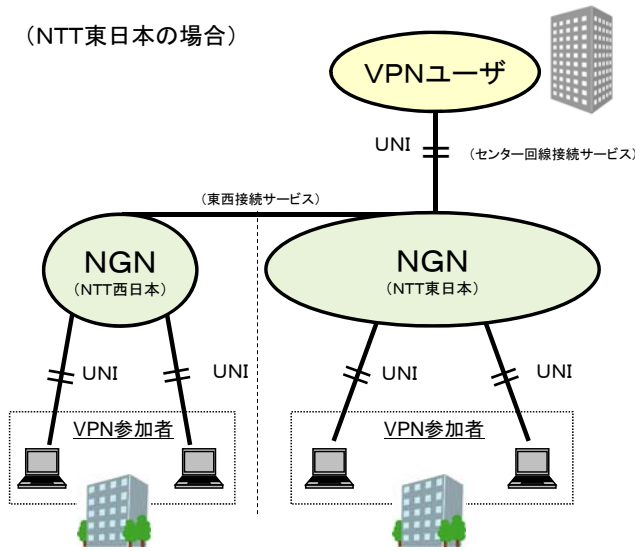 (NTT東日本の場合)
VPNユーザ
UNI
(センター回線接続サービス)
(東西接続サービス)
NGN
(NTT西日本)
NGN
(NTT東日本)
UNI
UNI
UNI
UNI
VPN参加者
VPN参加者